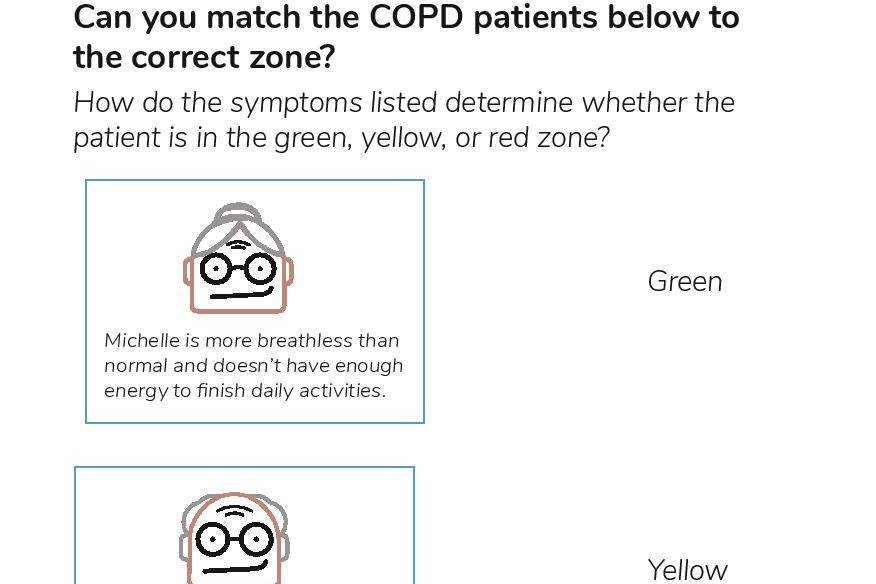 Can you match the COPD patients below to
the correct zone?
How do the symptoms listed determine whether the
patient is in the green, yellow, or red zone?
Green
Michelle is more breathless than
normal and doesn’t have enough
energy to finish daily activities.
Yellow